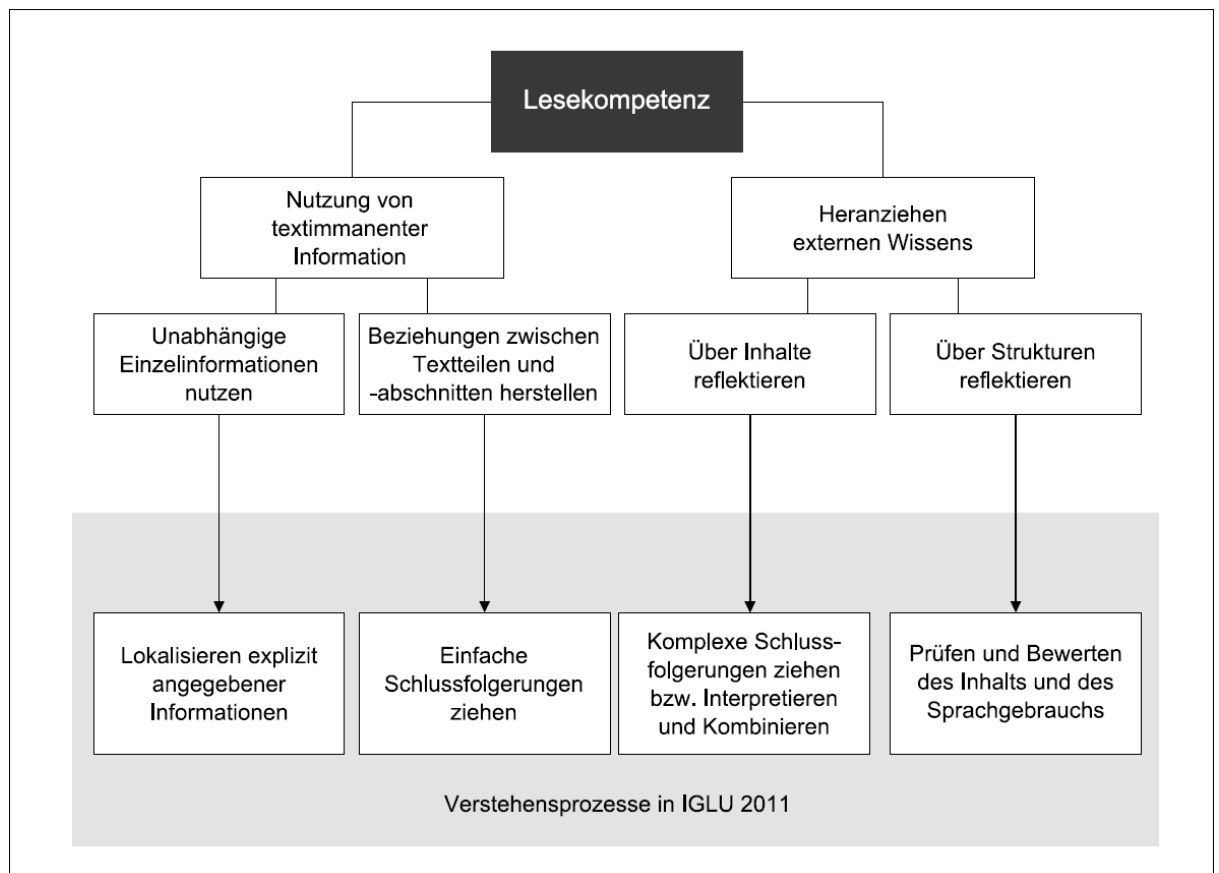 Lesekompetenz
Nutzung von
textimmanenter
Information
Heranziehen
externen Wissens
Unabhängige
Einzelinformationen
nutzen
Beziehungen zwischen
Textteilen und
-abschnitten herstellen
Über Inhalte
reflektieren
Über Strukturen
reflektieren
Lokalisieren explizit
angegebener
Informationen
Einfache
Schlussfolgerungen
ziehen
Komplexe Schluss-
folgerungen ziehen
bzw. Interpretieren
und Kombinieren
Prüfen und Bewerten
des Inhalts und des
Sprachgebrauchs
Verstehensprozesse in IGLU 2011